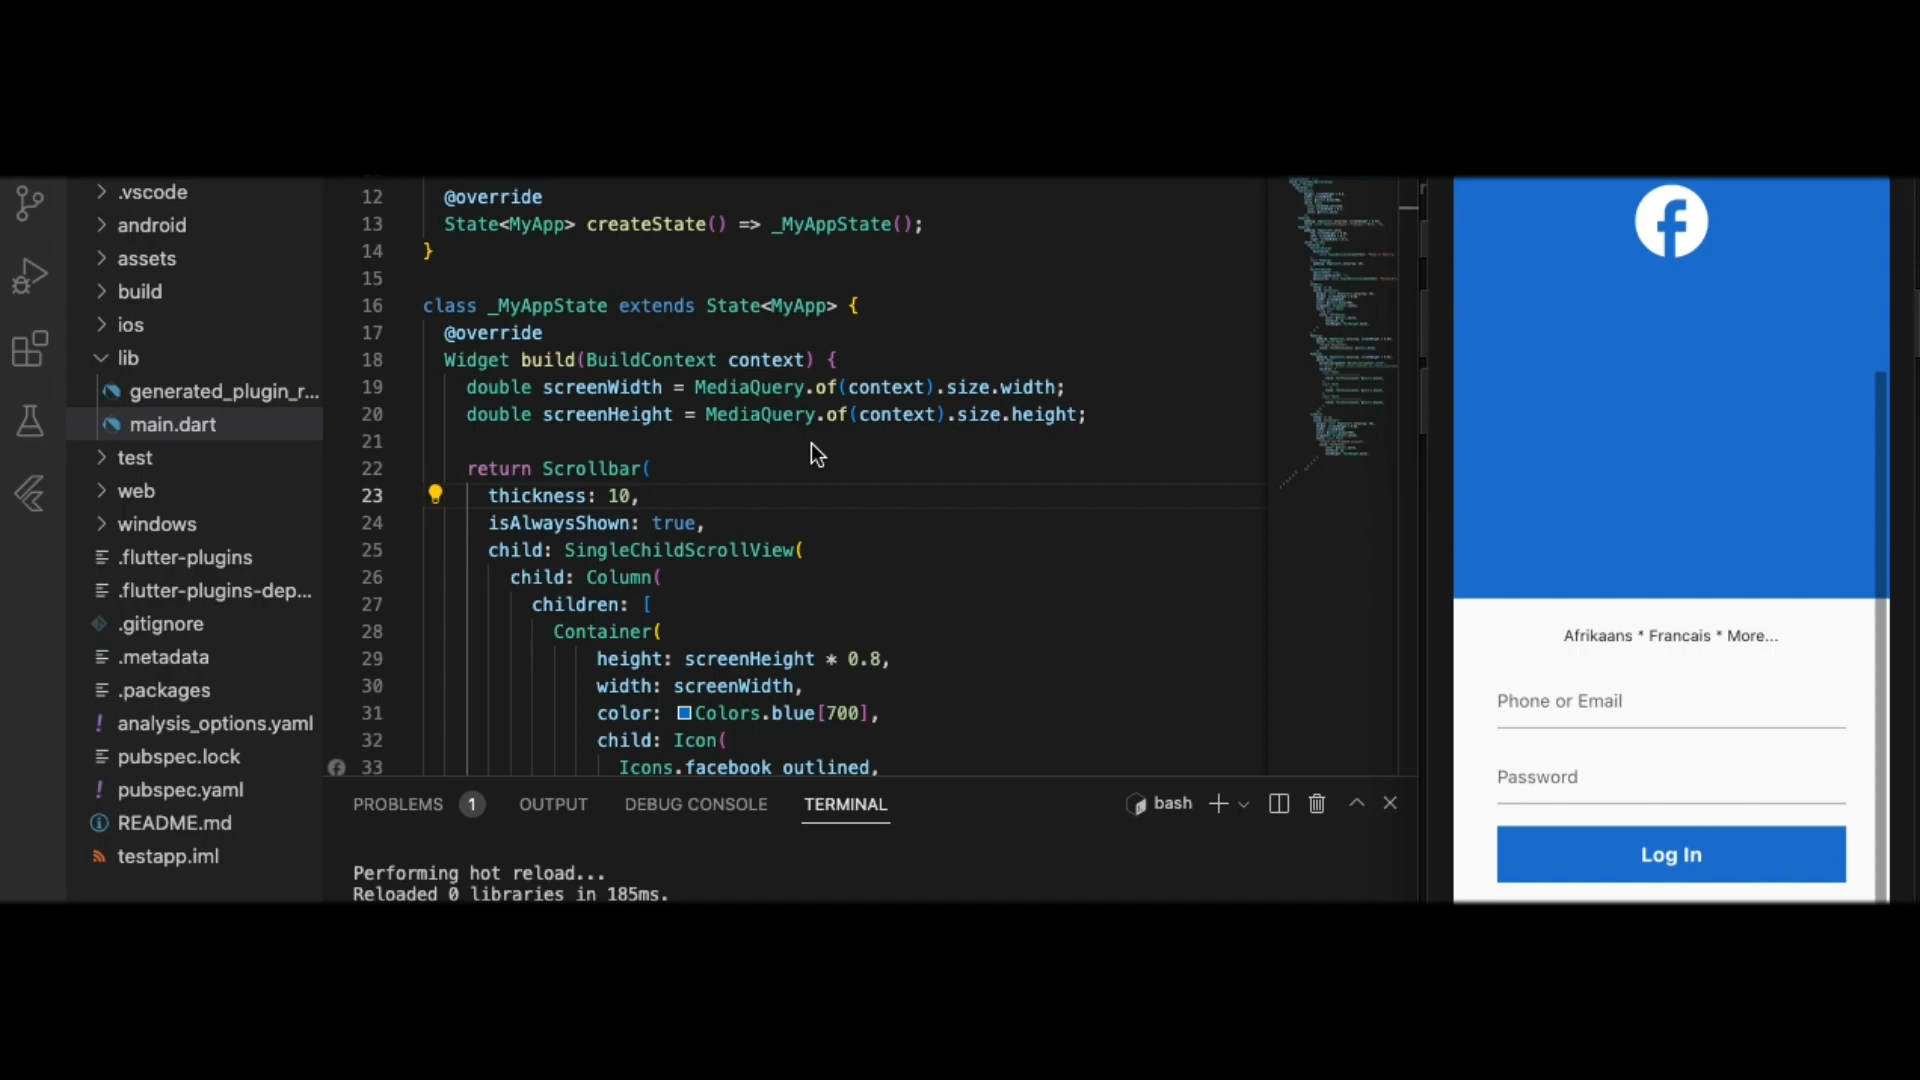 .vscode
android
assets
build
ios
lib
generated_plugin_r...
main.dart
test
web
windows
.flutter-plugins
.flutter-plugins-dep...
.gitignore
.metadata
.packages
analysis_options.yaml
pubspec.lock
pubspec.yaml
README.md
testapp.iml
12 @override
13 State<MyApp> createState() => _MyAppState();
14 }
15
16 class _MyAppState extends State<MyApp> {
17 @override
18 Widget build(BuildContext context) {
19 double screenWidth = MediaQuery.of(context).size.width;
20 double screenHeight = MediaQuery.of(context).size.height;
21
22 return Scrollbar(
23 thickness: 10,
24 isAlwaysShown: true,
25 child: SingleChildScrollView(
26 child: Column(
27 children: [
28 Container(
29 height: screenHeight * 0.8,
30 width: screenWidth,
31 color: Colors.blue[700],
32 child: Icon(
33 Icons.facebook_outlined,
PROBLEMS 1 OUTPUT DEBUG CONSOLE TERMINAL bash
Performing hot reload...
Reloaded 0 libraries in 185ms.
Afrikaans * Francais * More...
Phone or Email
Password
Log In